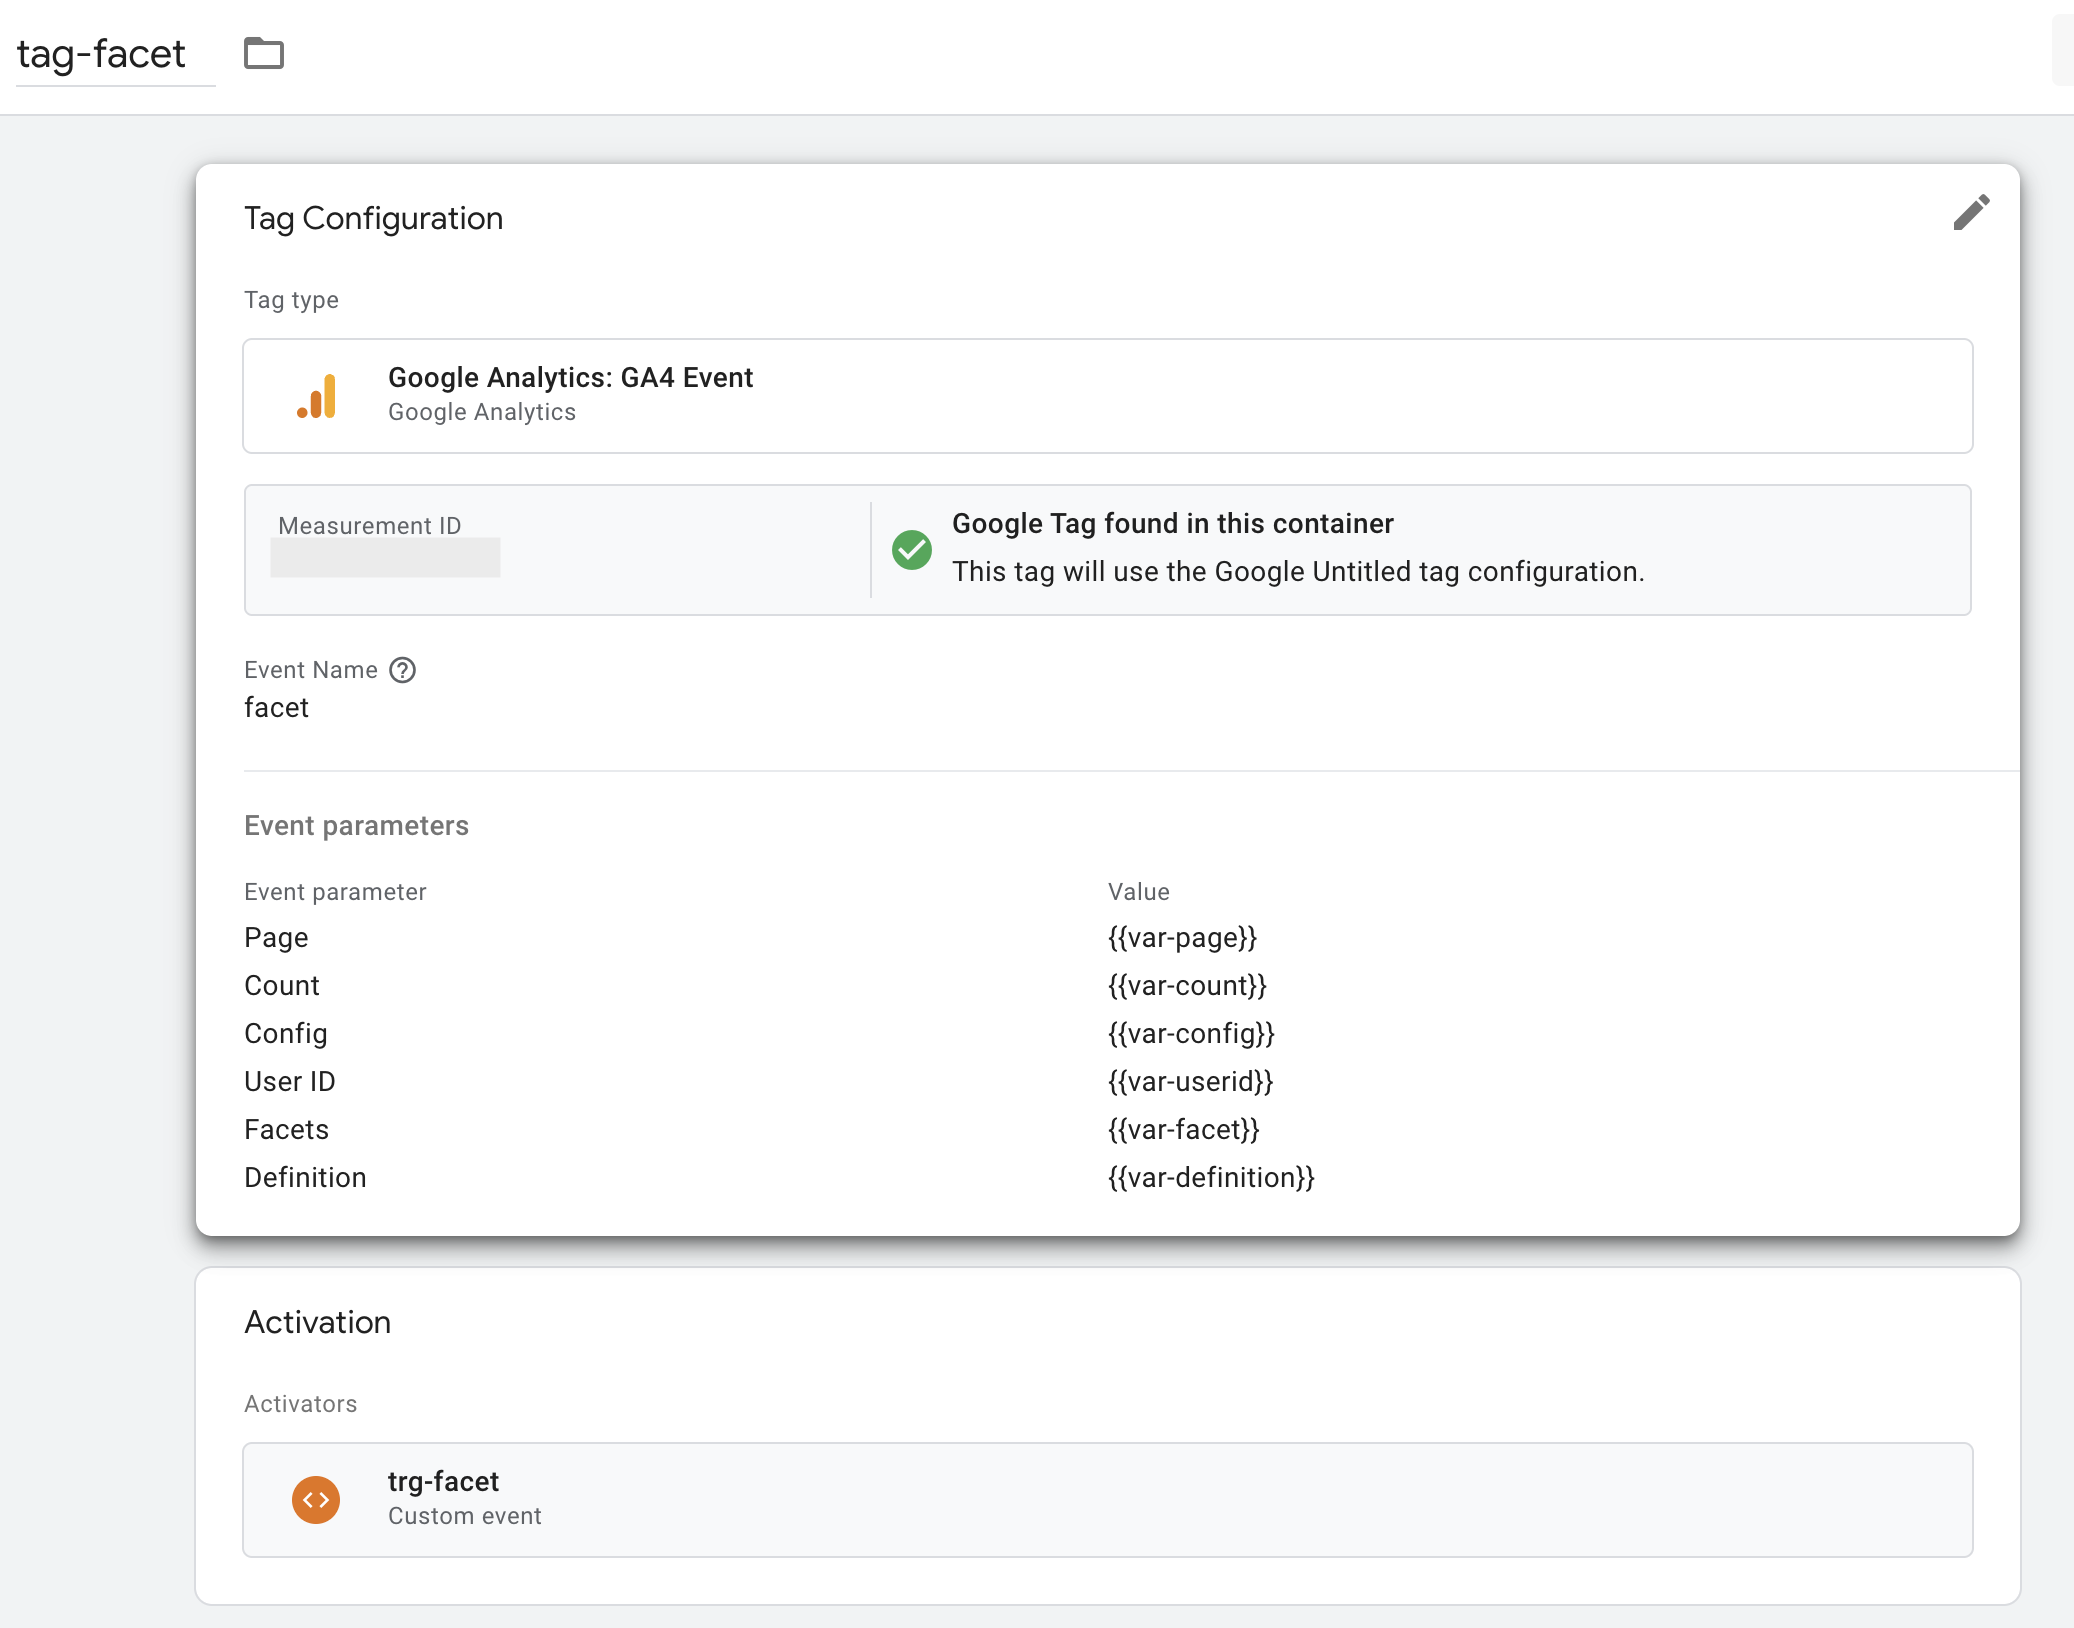 tag-facet
Tag Configuration
Tag type
Google Analytics: GA4 Event
Google Analytics
Measurement ID
Google Tag found in this container
This tag will use the Google Untitled tag configuration.
Event Name
facet
Event parameters
Event parameter Value
Page {{var-page}}
Count {{var-count}}
Config {{var-config}}
User ID {{var-userid}}
Facets {{var-facet}}
Definition {{var-definition}}
Activation
Activators
trg-facet
Custom event